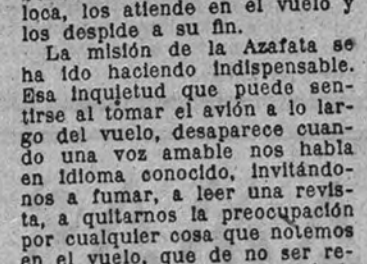 loca, los atiende en el vuelo y
los despide a su fin.
La misión de la Azafata se
ha ido haciendo indispensable.
Esa inquietud que puede sen-
tirse al tomar el avión a lo lar-
go del vuelo, desaparece cuan-
do una voz amable nos habla
en idioma conocido, invitándo-
nos a fumar, a leer una revis-
ta, a quitarnos la preocupación
por cualquier cosa que notemos
en el vuelo, que de no ser re-